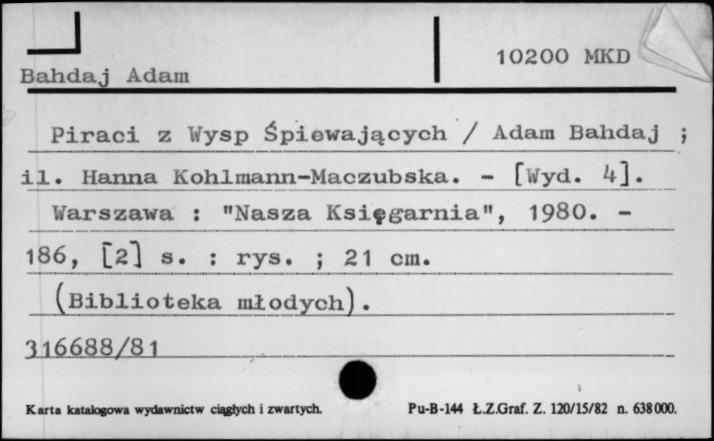 10200 MKD
Bahdaj Adam
Piraci z Wysp Śpiewających / Adam Bahdaj ;
il. Hanna Kohlmann-Maczubska. - [Wyd. 4].
Warszawa : "Nasza Księgarnia", 1980. -
186, [2] s. : rys. ; 21 cm.
(Biblioteka młodych).
316688/81
Karta katalogowa wydawnictw ciągłych i zwartych. Pu-B-144 Ł.Z.Graf. Z. 120/15/82 n. 638000.